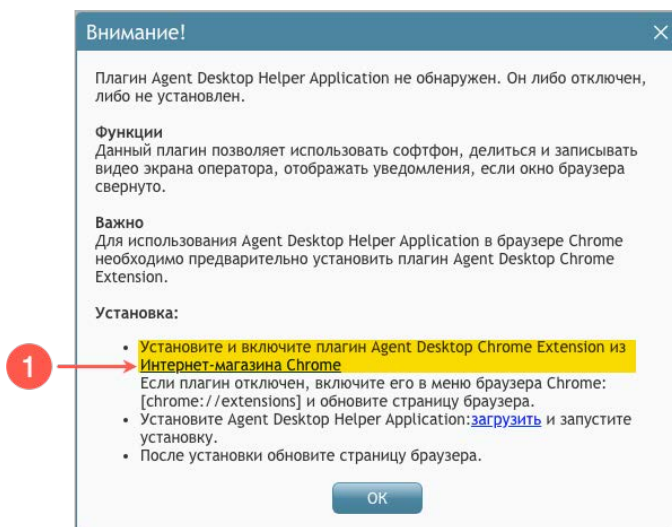 Внимание!
Плагин Agent Desktop Helper Application не обнаружен. Он либо отключен,
либо не установлен.
Функции
Данный плагин позволяет использовать софтфон, делиться и записывать
видео экрана оператора, отображать уведомления, если окно браузера
свернуто.
Важно
Для использования Agent Desktop Helper Application в браузере Chrome
необходимо предварительно установить плагин Agent Desktop Chrome
Extension.
Установка:
• Установите и включите плагин Agent Desktop Chrome Extension из
1 Интернет-магазина Chrome
Если плагин отключен, включите его в меню браузера Chrome:
[chrome://extensions] и обновите страницу браузера.
• Установите Agent Desktop Helper Application:загрузить и запустите
установку.
• После установки обновите страницу браузера.
ОК